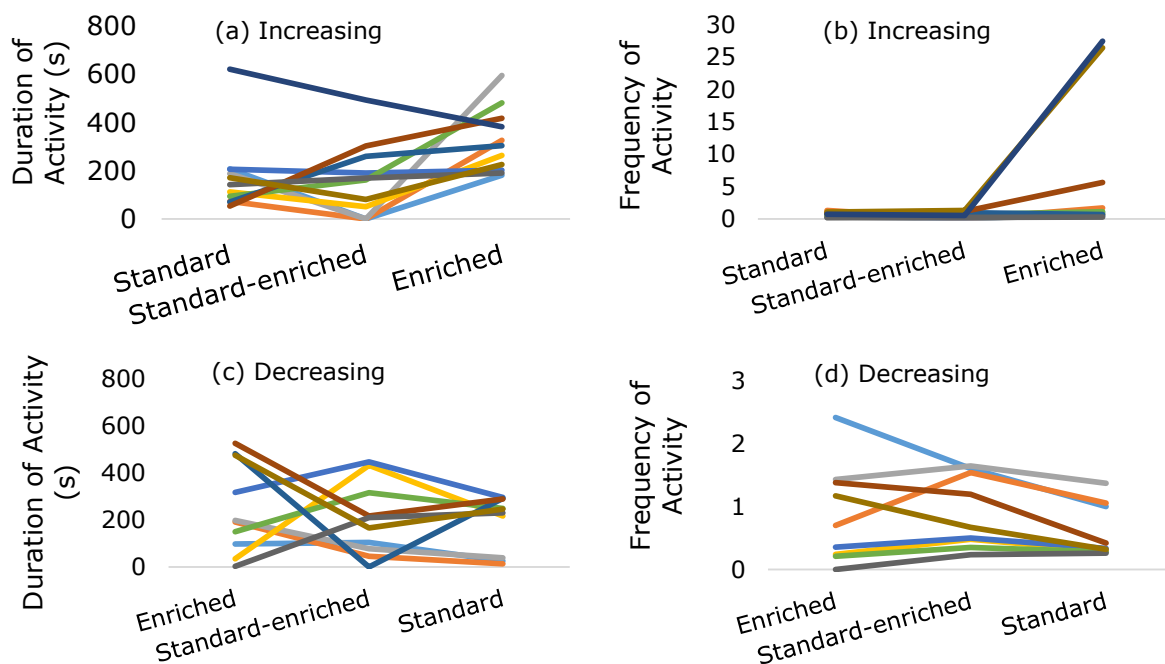 (a) Increasing
Duration of
Activity (s)
800
600
400
200
0
Standard
Standard-enriched
Enriched
(b) Increasing
Frequency of
Activity
30
25
20
15
10
5
0
Standard
Standard-enriched
Enriched
(c) Decreasing
Duration of Activity
(s)
800
600
400
200
0
Enriched
Standard-enriched
Standard
(d) Decreasing
Frequency of
Activity
3
2
1
0
Enriched
Standard-enriched
Standard